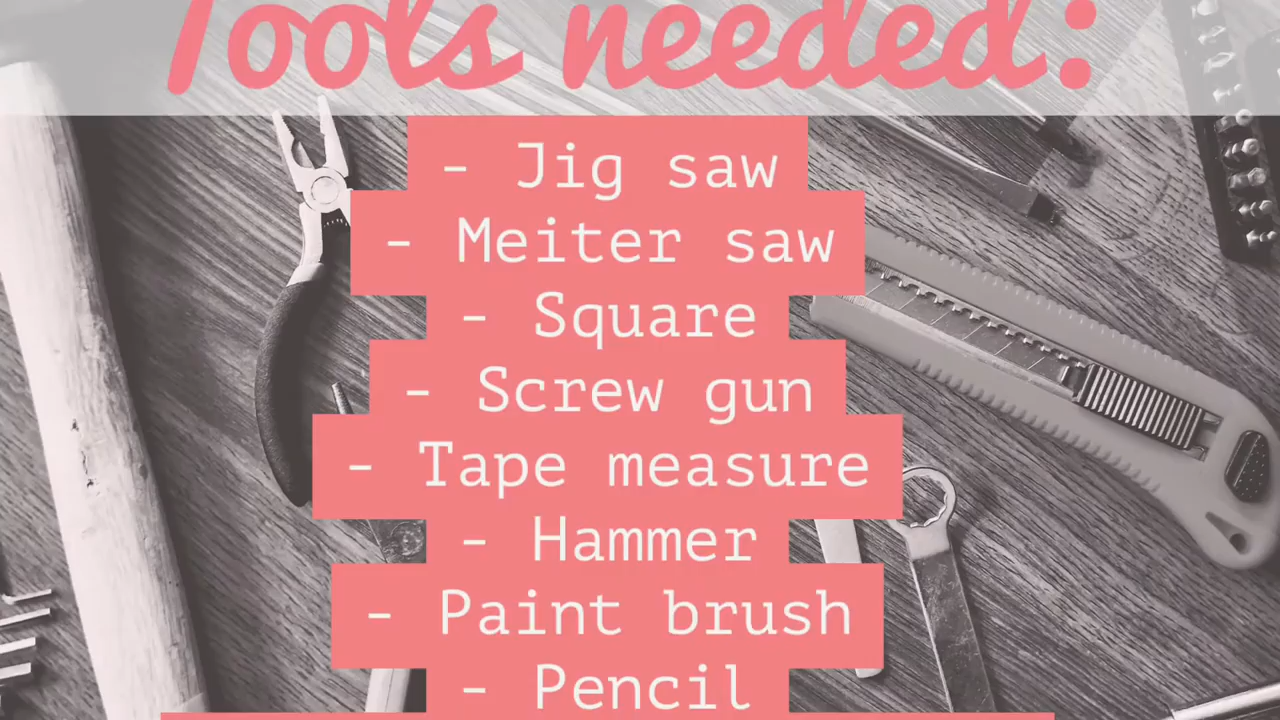 Tools needed:
- Jig saw
- Meiter saw
- Square
- Screw gun
- Tape measure
- Hammer
- Paint brush
- Pencil